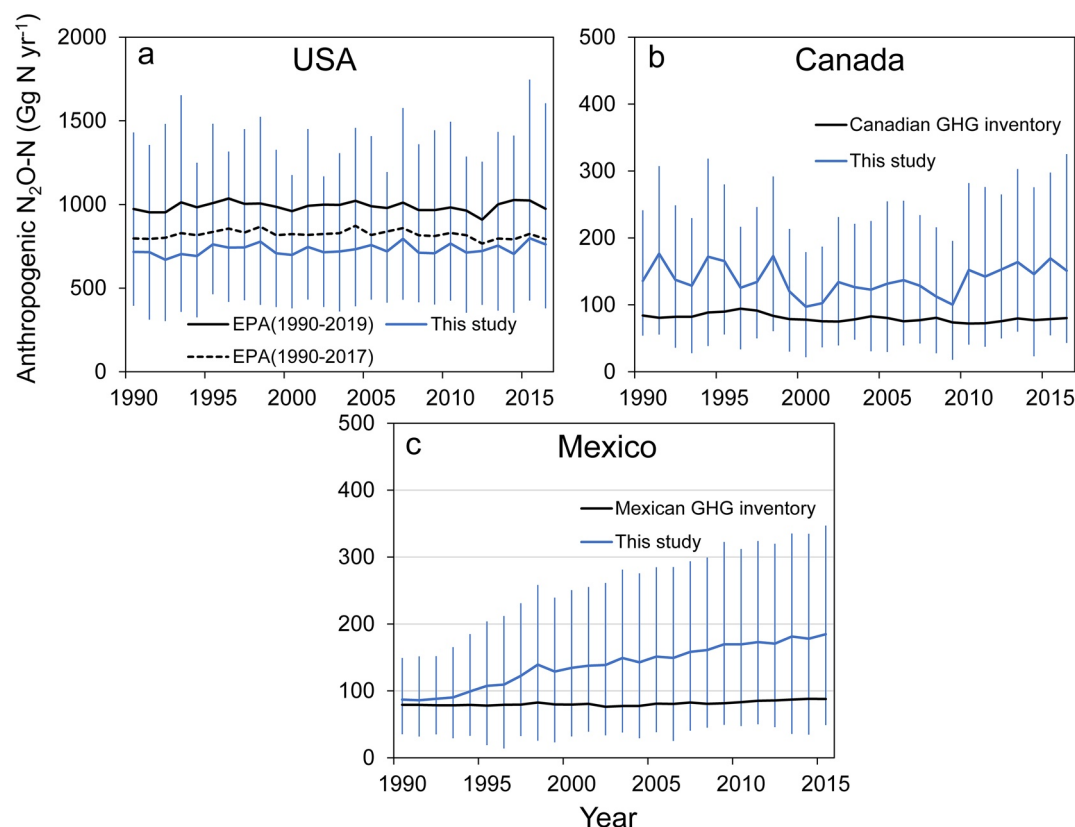 Anthropogenic N₂O-N (Gg N yr⁻¹)
2000
1500
1000
500
0
a
USA
EPA(1990-2019)
This study
EPA(1990-2017)
1990 1995 2000 2005 2010 2015
500
400
300
200
100
0
b
Canada
Canadian GHG inventory
This study
1990 1995 2000 2005 2010 2015
500
400
300
200
100
0
c
Mexico
Mexican GHG inventory
This study
1990 1995 2000 2005 2010 2015
Year